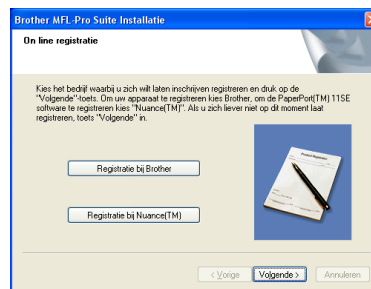 Brother MFL-Pro Suite Installatie
On line registratie
Kies het bedrijf waarbij u zich wilt laten inschrijven registreren en druk op de
"Volgende"-toets. Om uw apparaat te registreren kies Brother, om de PaperPort(TM) 11SE
software te registreren kies "Nuance(TM)". Als u zich liever niet op dit moment laat
registreren, toets "Volgende" in.
Product Registration
Registratie bij Brother
Registratie bij Nuance(TM)
< Vorige
Volgende >
Annuleren